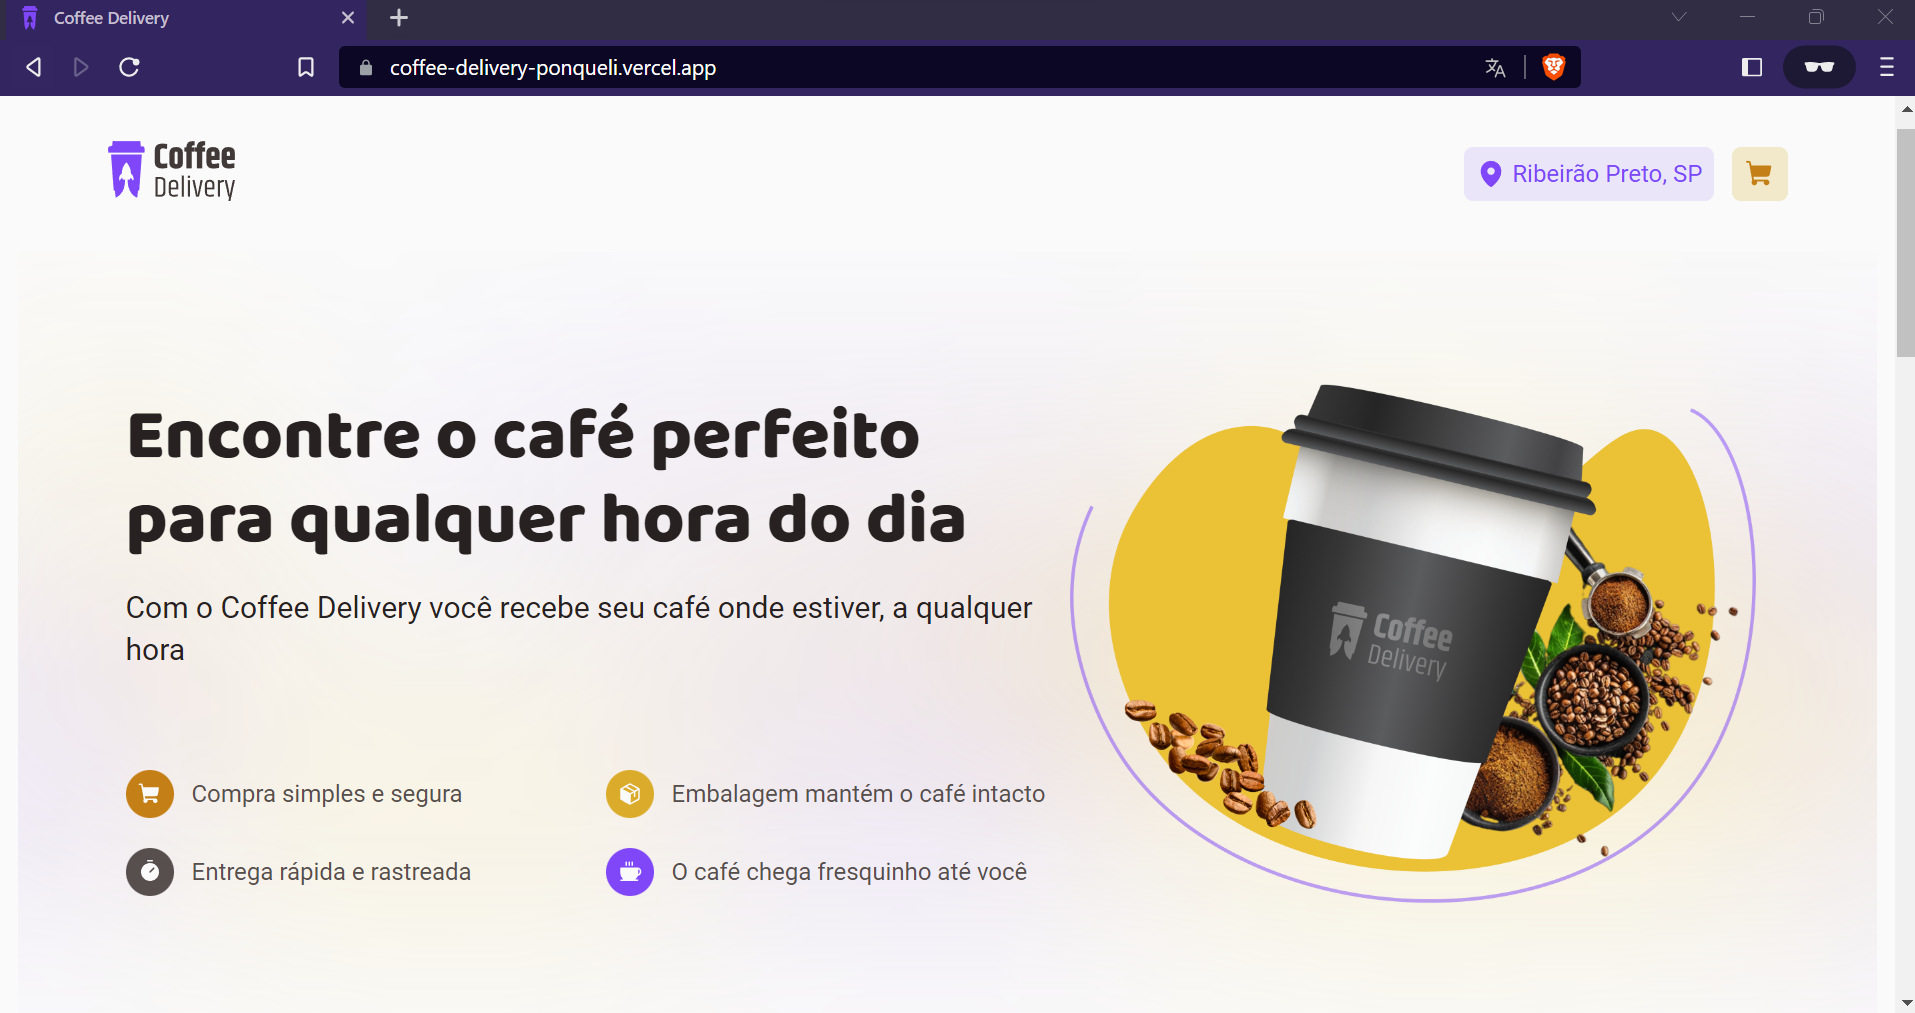 Coffee Delivery
coffee-delivery-ponqueli.vercel.app
Coffee
Delivery
Ribeirão Preto, SP
Encontre o café perfeito
para qualquer hora do dia
Com o Coffee Delivery você recebe seu café onde estiver, a qualquer
hora
Compra simples e segura
Embalagem mantém o café intacto
Entrega rápida e rastreada
O café chega fresquinho até você
Coffee
Delivery